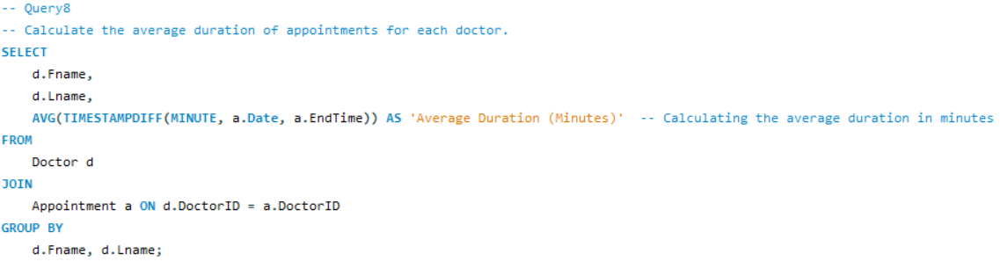 -- Query8
-- Calculate the average duration of appointments for each doctor.
SELECT
    d.Fname,
    d.Lname,
    AVG(TIMESTAMPDIFF(MINUTE, a.Date, a.EndTime)) AS 'Average Duration (Minutes)'  -- Calculating the average duration in minutes
FROM
    Doctor d
JOIN
    Appointment a ON d.DoctorID = a.DoctorID
GROUP BY
    d.Fname, d.Lname;